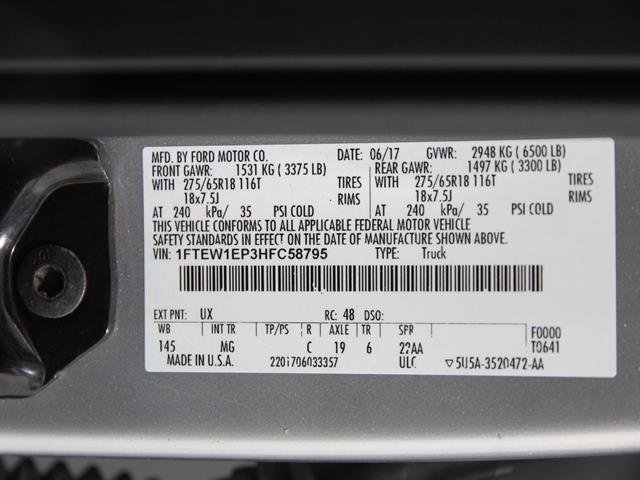 MFD. BY FORD MOTOR CO. DATE: 06/17 GVWR: 2948 KG ( 6500 LB)
FRONT GAWR: 1531 KG ( 3375 LB) REAR GAWR: 1497 KG ( 3300 LB)
WITH 275/65R18 116T TIRES WITH 275/65R18 116T TIRES
18x7.5J RIMS 18x7.5J RIMS
AT 240 kPa/ 35 PSI COLD AT 240 kPa/ 35 PSI COLD
THIS VEHICLE CONFORMS TO ALL APPLICABLE FEDERAL MOTOR VEHICLE
SAFETY STANDARDS IN EFFECT ON THE DATE OF MANUFACTURE SHOWN ABOVE.
VIN: 1FTEW1EP3HFC58795 TYPE: Truck
EXT PNT: UX RC: 48 DSO: F0000
WB INT TR TP/PS R AXLE TR SPR T0641
145 MG C 19 6 22AA
MADE IN U.S.A. 2201706033357 ULC ▽5U5A-3520472-AA